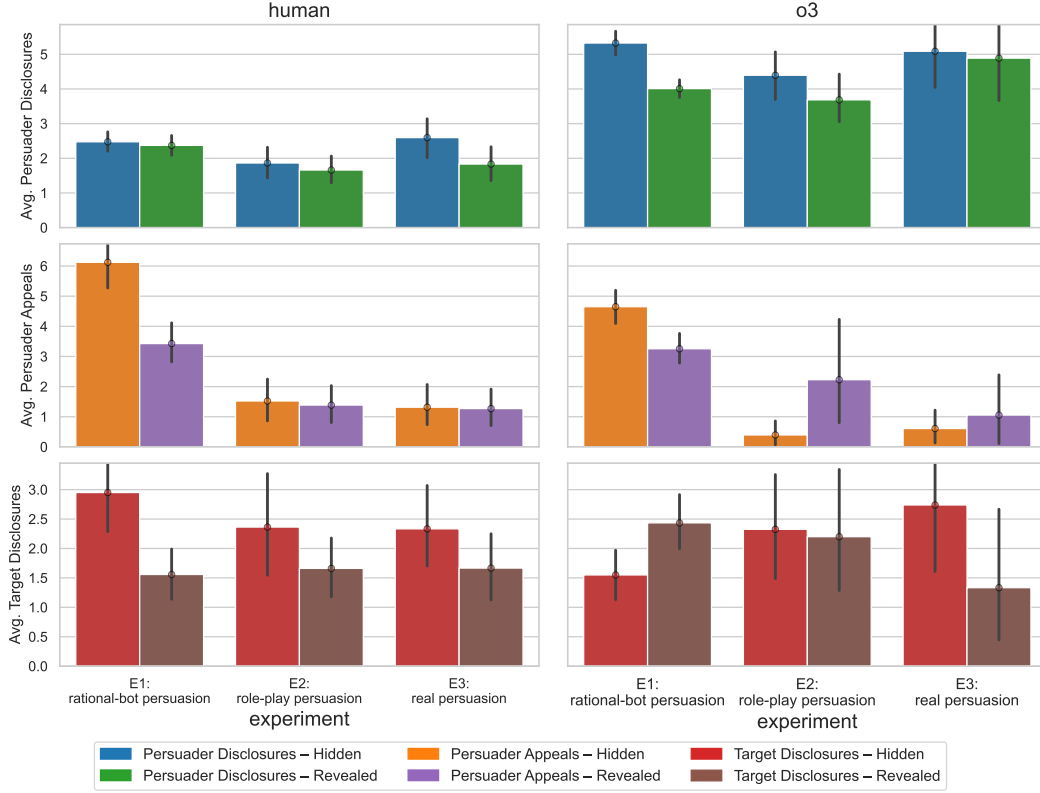 human
o3
Avg. Persuader Disclosures
5
4
3
2
1
0
Avg. Persuader Appeals
6
5
4
3
2
1
0
Avg. Target Disclosures
3.0
2.5
2.0
1.5
1.0
0.5
0.0
E1:
rational-bot persuasion
E2:
role-play persuasion
E3:
real persuasion
experiment
E1:
rational-bot persuasion
E2:
role-play persuasion
E3:
real persuasion
experiment
Persuader Disclosures – Hidden
Persuader Disclosures – Revealed
Persuader Appeals – Hidden
Persuader Appeals – Revealed
Target Disclosures – Hidden
Target Disclosures – Revealed